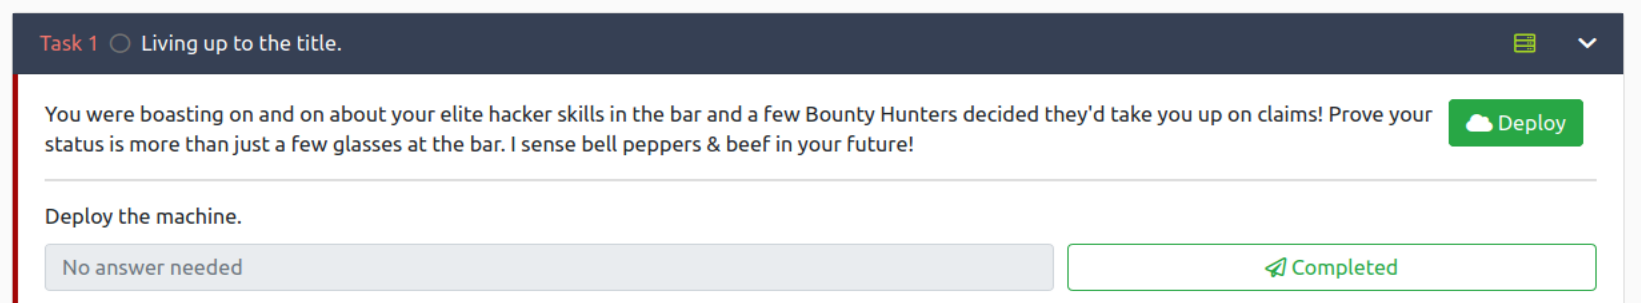 Task 1 Living up to the title.
You were boasting on and on about your elite hacker skills in the bar and a few Bounty Hunters decided they'd take you up on claims! Prove your
status is more than just a few glasses at the bar. I sense bell peppers & beef in your future!
Deploy
Deploy the machine.
No answer needed
Completed